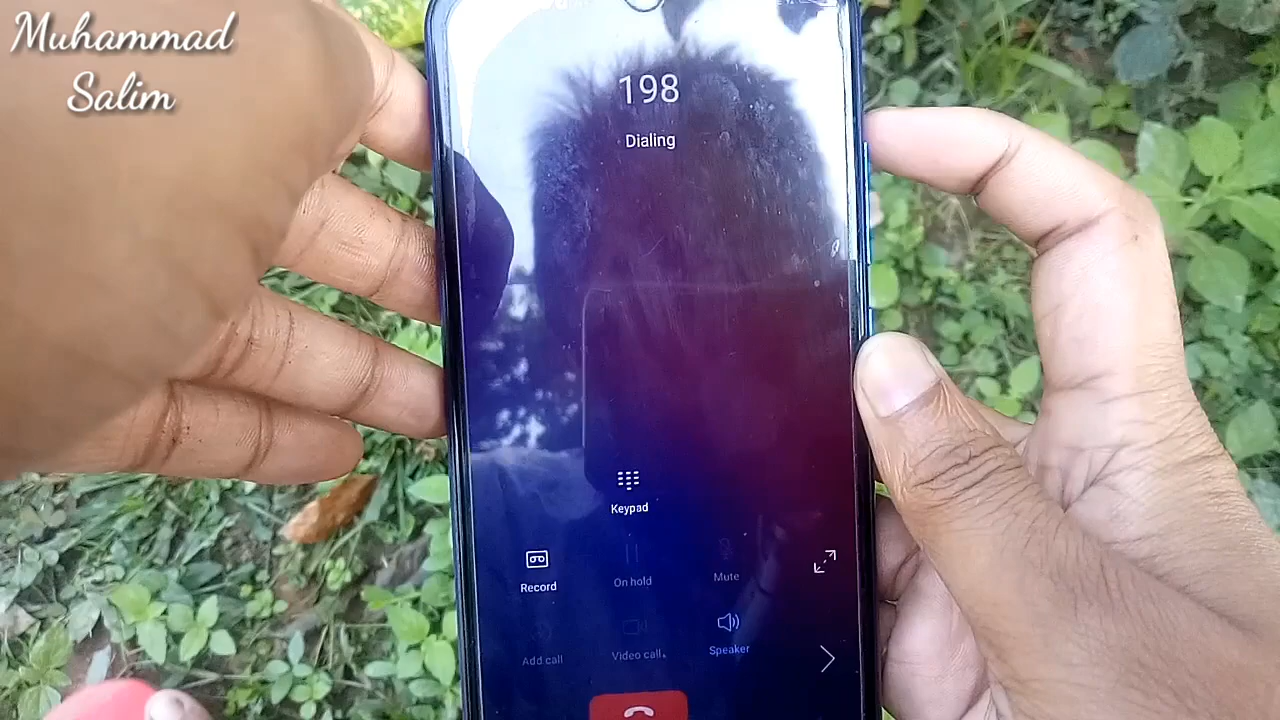 Muhammad
Salim
198
Dialing
Keypad
Record
On hold
Mute
Add call
Video call
Speaker